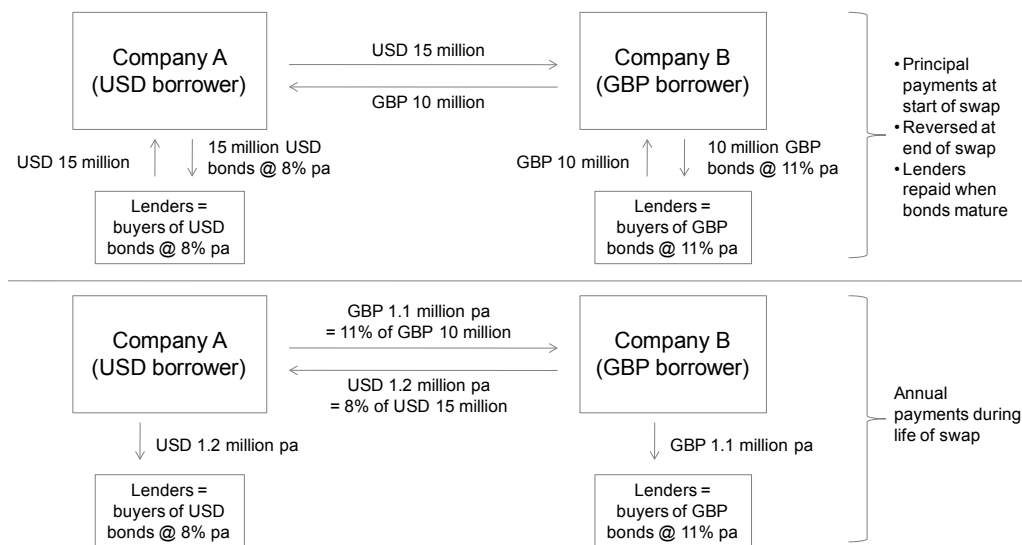 Company A
(USD borrower)
USD 15 million
GBP 10 million
Company B
(GBP borrower)
USD 15 million
15 million USD
bonds @ 8% pa
GBP 10 million
10 million GBP
bonds @ 11% pa
Lenders =
buyers of USD
bonds @ 8% pa
Lenders =
buyers of GBP
bonds @ 11% pa
• Principal
payments at
start of swap
• Reversed at
end of swap
• Lenders
repaid when
bonds mature
Company A
(USD borrower)
GBP 1.1 million pa
= 11% of GBP 10 million
USD 1.2 million pa
= 8% of USD 15 million
Company B
(GBP borrower)
USD 1.2 million pa
GBP 1.1 million pa
Lenders =
buyers of USD
bonds @ 8% pa
Lenders =
buyers of GBP
bonds @ 11% pa
Annual
payments during
life of swap